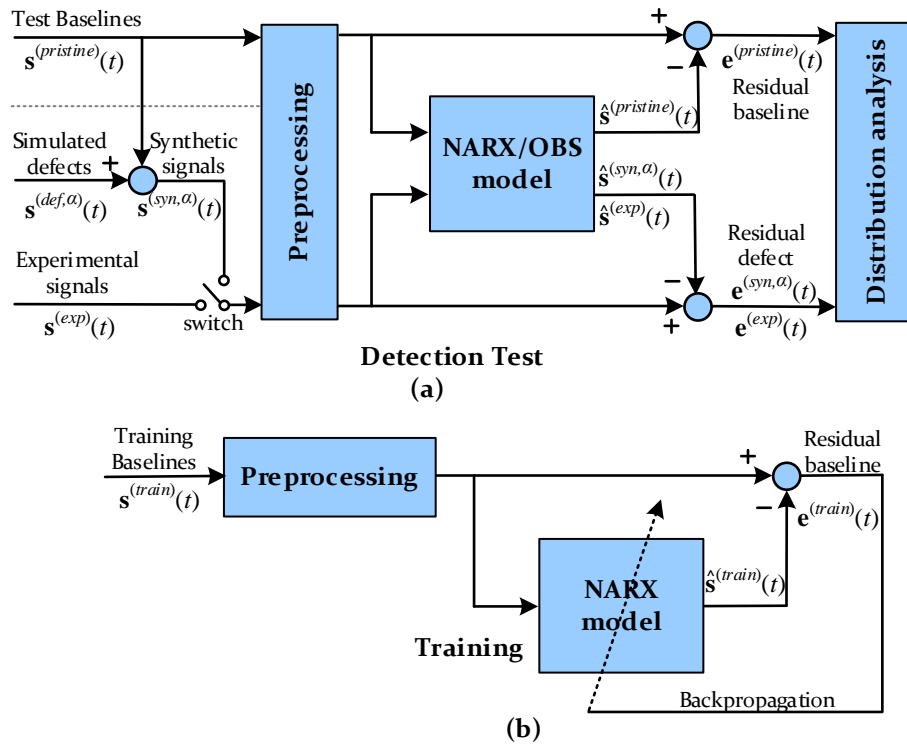 Test Baselines
s^(pristine)(t)
Simulated
defects
s^(def,α)(t)
+
Synthetic
signals
s^(syn,α)(t)
Experimental
signals
s^(exp)(t)
switch
Preprocessing
NARX/OBS
model
ŝ^(pristine)(t)
ŝ^(syn,α)(t)
ŝ^(exp)(t)
+
−
e^(pristine)(t)
Residual
baseline
−
+
Residual
defect
e^(syn,α)(t)
e^(exp)(t)
Distribution analysis
Detection Test
(a)
Training
Baselines
s^(train)(t)
Preprocessing
+
−
Residual
baseline
e^(train)(t)
NARX
model
ŝ^(train)(t)
Training
Backpropagation
(b)